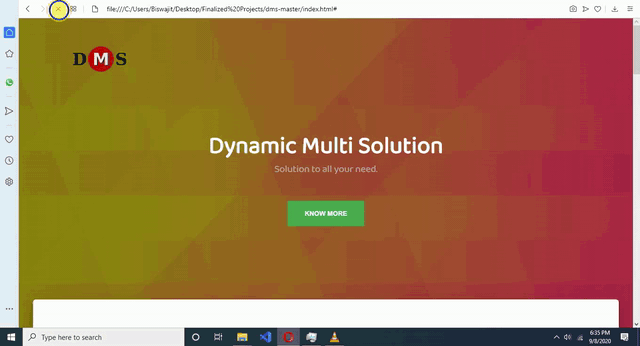 file:///C:/Users/Biswajit/Desktop/Finalized%20Projects/dms-master/index.html#
DMS
Dynamic Multi Solution
Solution to all your need.
KNOW MORE
Type here to search
6:35 PM
9/8/2020